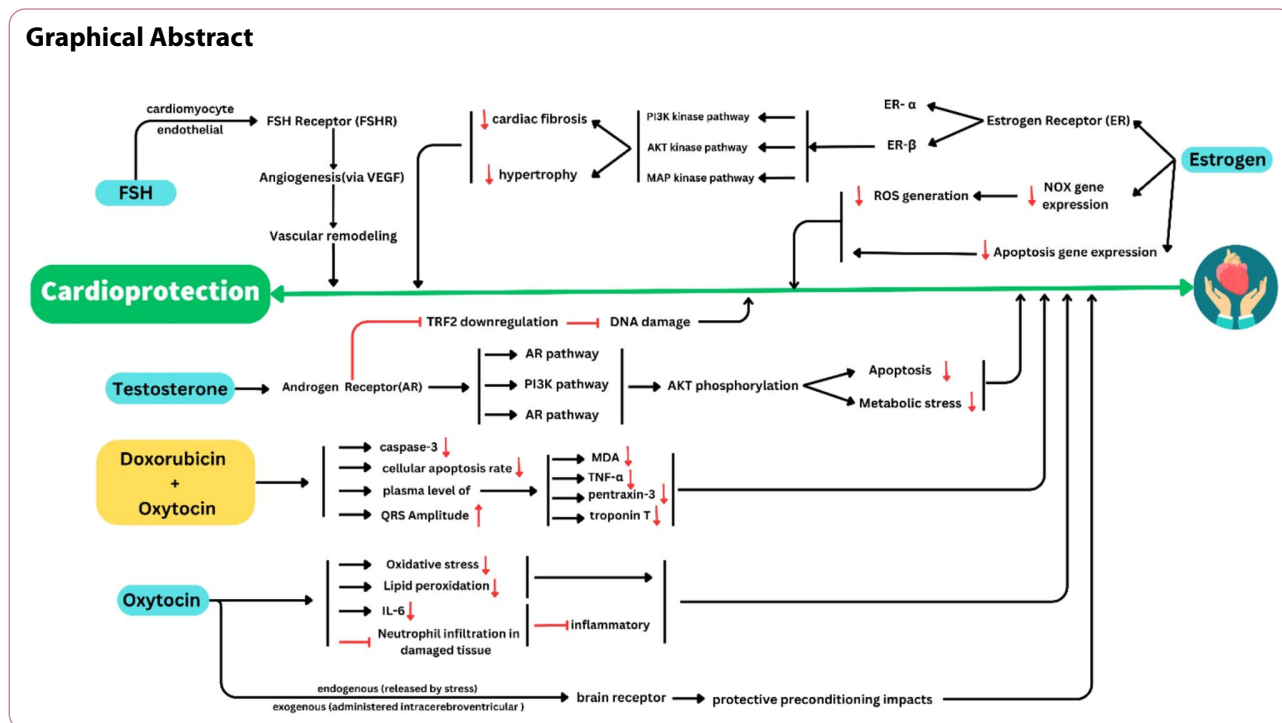 Graphical Abstract
cardiomyocyte
endothelial
FSH
FSH Receptor (FSHR)
Angiogenesis(via VEGF)
Vascular remodeling
cardiac fibrosis
hypertrophy
PI3K kinase pathway
AKT kinase pathway
MAP kinase pathway
ER- α
ER-β
Estrogen Receptor (ER)
Estrogen
ROS generation
NOX gene
expression
Apoptosis gene expression
Cardioprotection
TRF2 downregulation
DNA damage
Testosterone
Androgen Receptor(AR)
AR pathway
PI3K pathway
AR pathway
AKT phosphorylation
Apoptosis
Metabolic stress
Doxorubicin
+
Oxytocin
caspase-3
cellular apoptosis rate
plasma level of
QRS Amplitude
MDA
TNF-α
pentraxin-3
troponin T
Oxytocin
Oxidative stress
Lipid peroxidation
IL-6
Neutrophil infiltration in
damaged tissue
inflammatory
endogenous (released by stress)
exogenous (administered intracerebroventricular )
brain receptor
protective preconditioning impacts